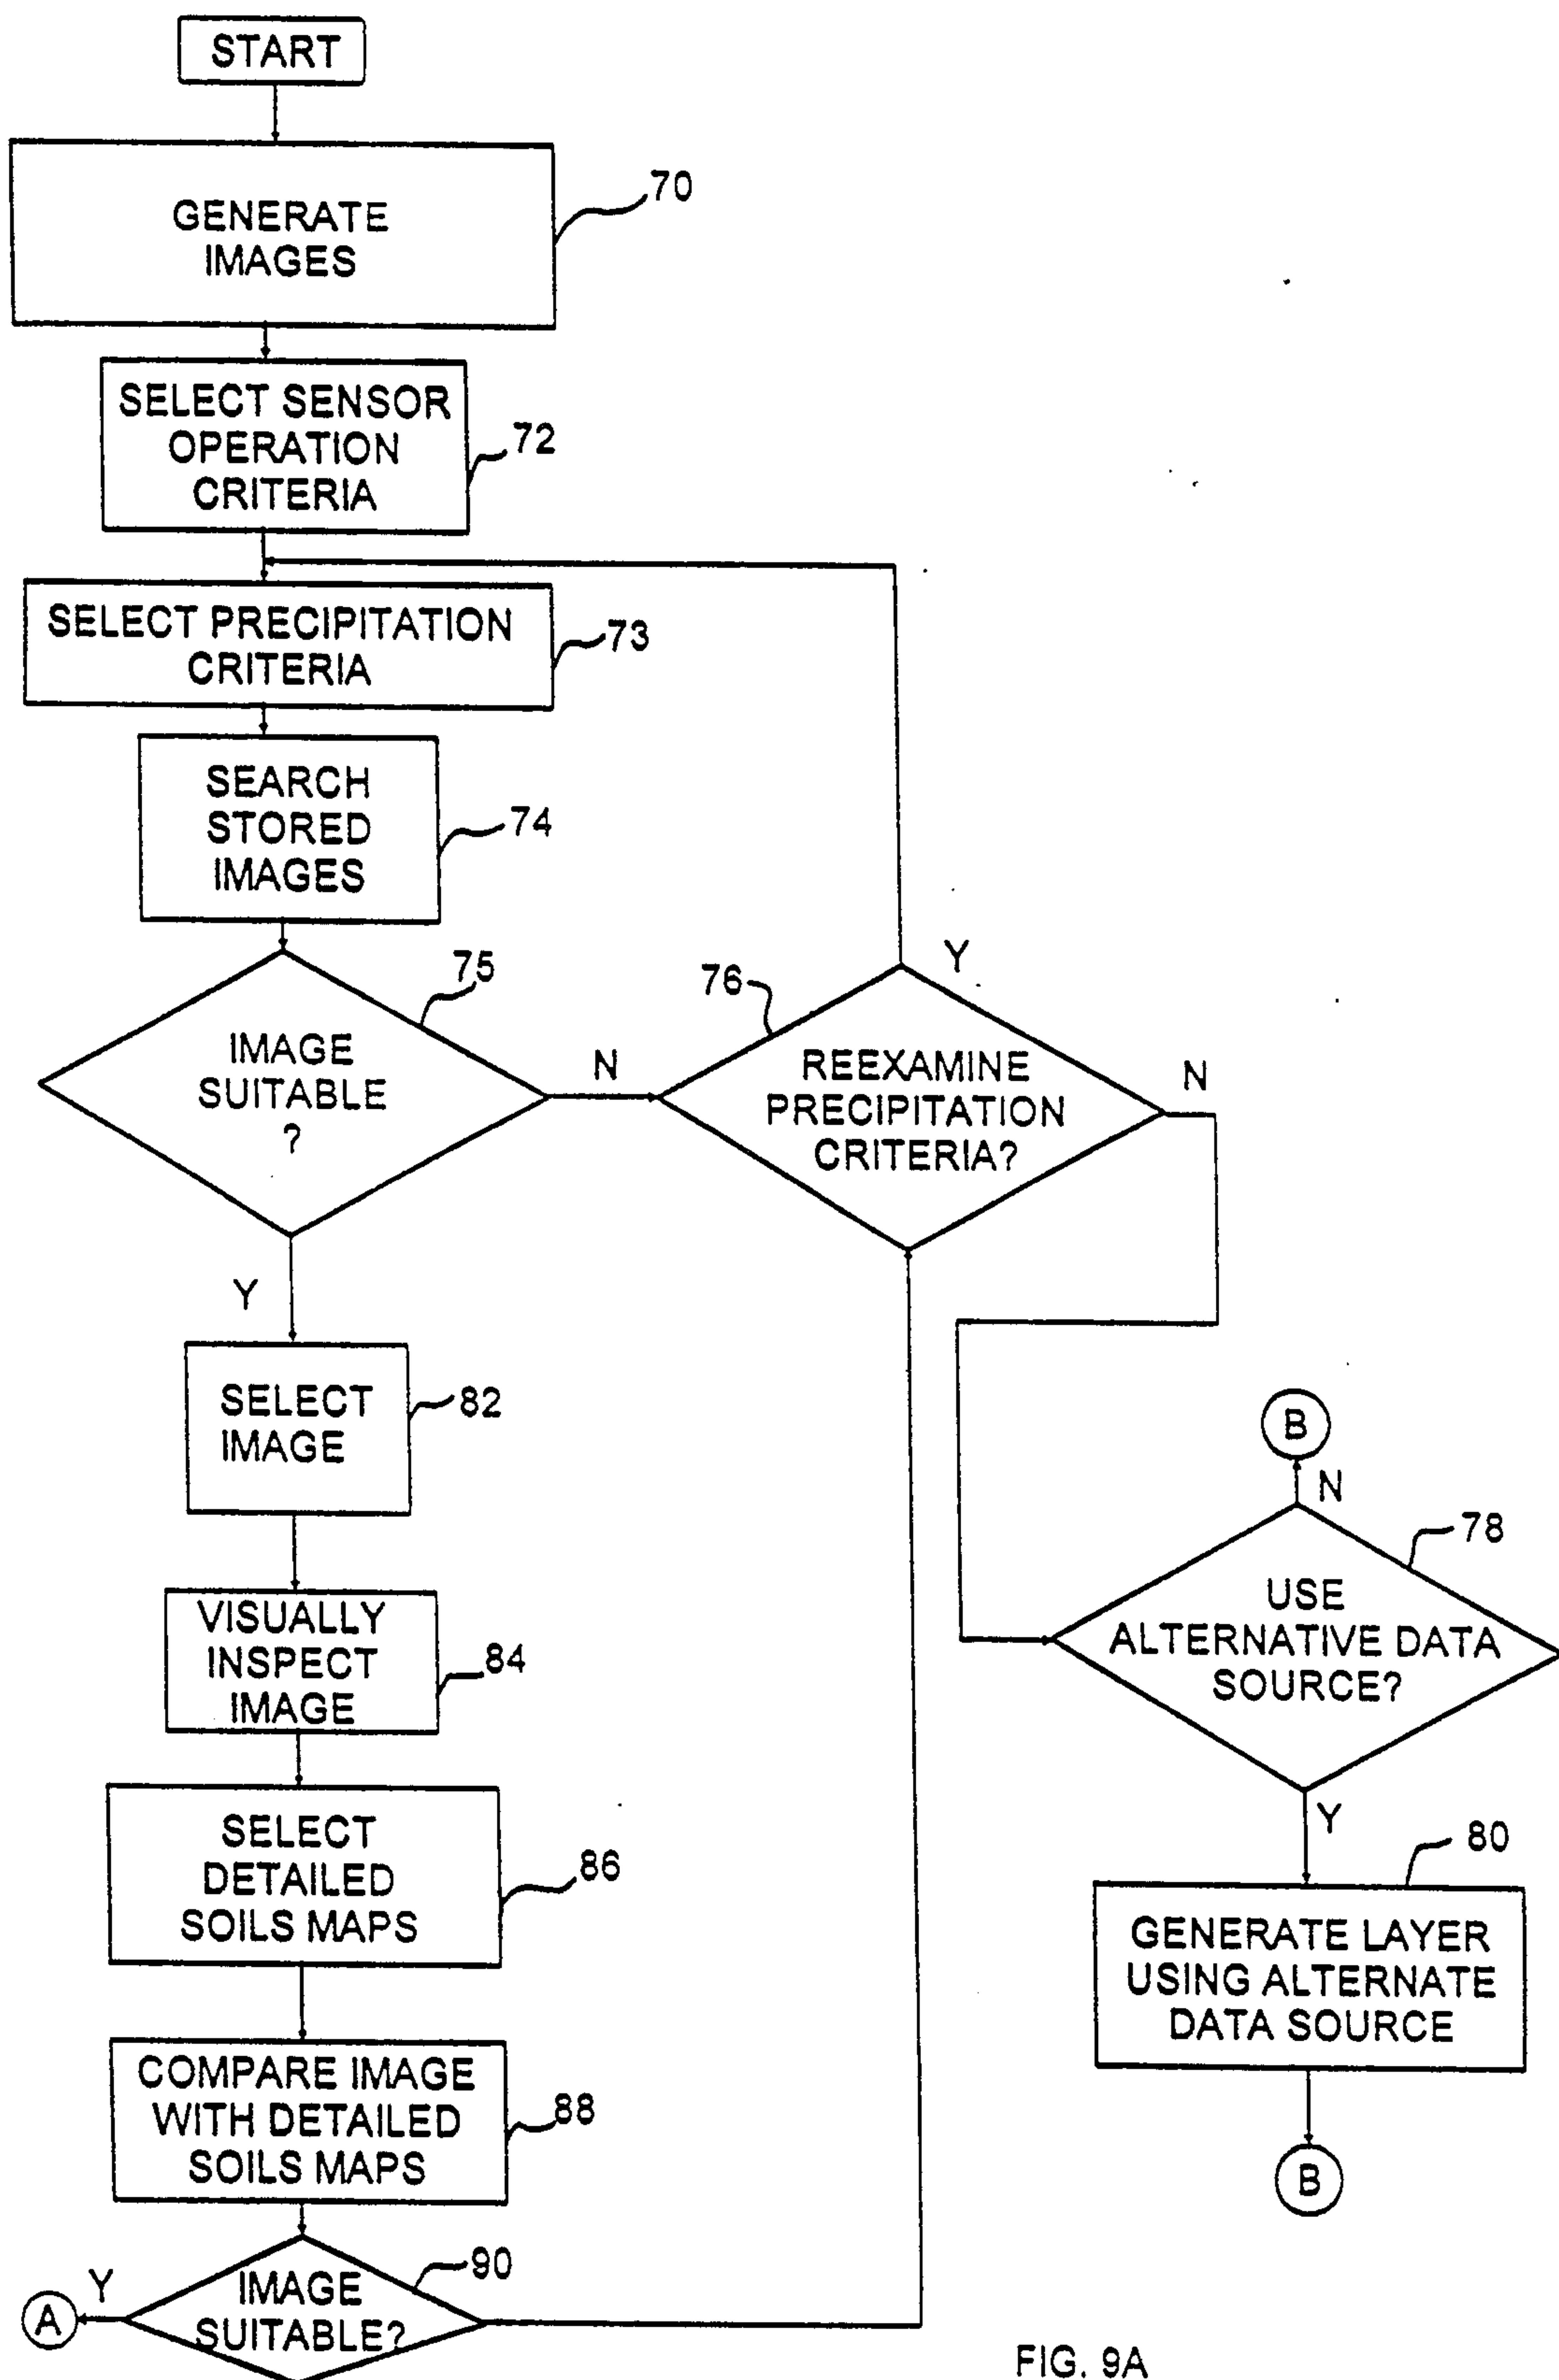 START
GENERATE
IMAGES
70
SELECT SENSOR
OPERATION
CRITERIA
72
SELECT PRECIPITATION
CRITERIA
73
SEARCH
STORED
IMAGES
74
IMAGE
SUITABLE
?
75
N
Y
REEXAMINE
PRECIPITATION
CRITERIA?
76
Y
N
SELECT
IMAGE
82
VISUALLY
INSPECT
IMAGE
84
SELECT
DETAILED
SOILS MAPS
86
COMPARE IMAGE
WITH DETAILED
SOILS MAPS
88
IMAGE
SUITABLE?
90
Y
A
B
N
USE
ALTERNATIVE DATA
SOURCE?
78
Y
80
GENERATE LAYER
USING ALTERNATE
DATA SOURCE
B
FIG. 9A